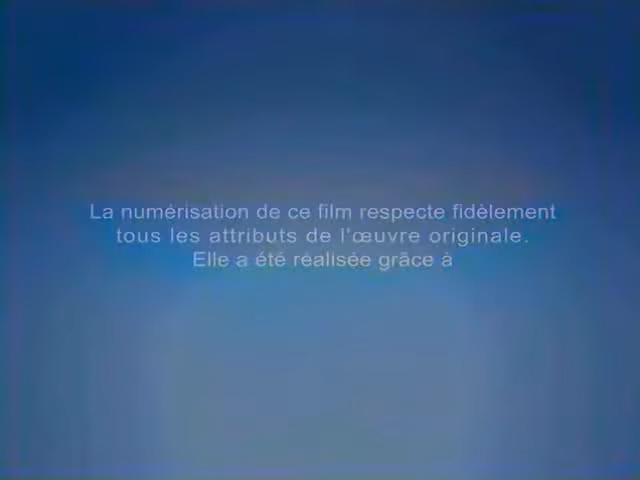 La numérisation de ce film respecte fidèlement
tous les attributs de l'œuvre originale.
Elle a été réalisée grâce à